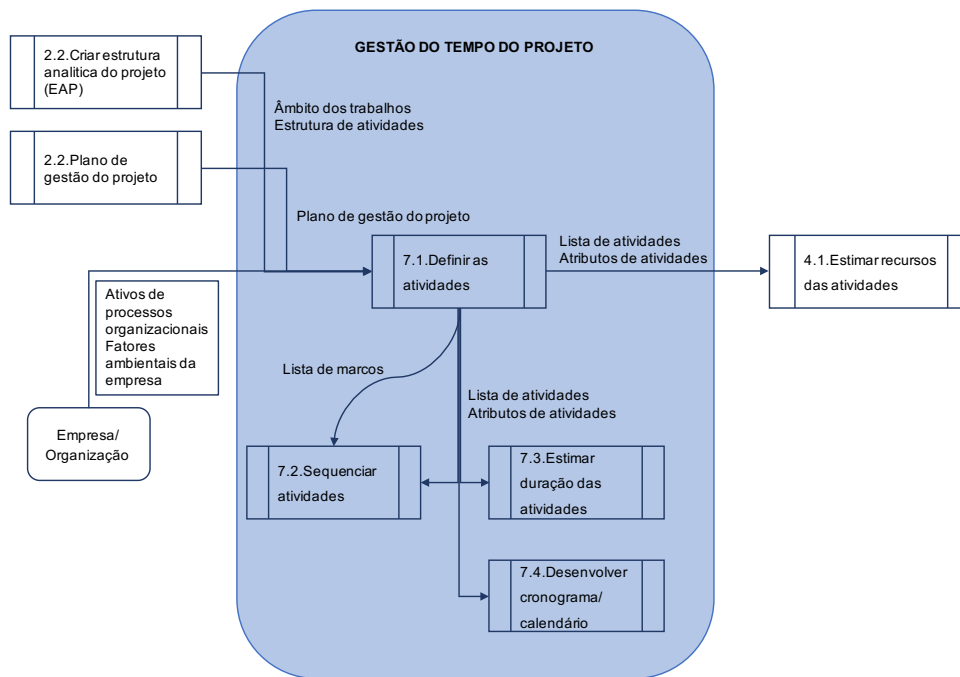 GESTÃO DO TEMPO DO PROJETO
2.2.Criar estrutura
analitica do projeto
(EAP)
Âmbito dos trabalhos
Estrutura de atividades
2.2.Plano de
gestão do projeto
Plano de gestão do projeto
7.1.Definir as
atividades
Lista de atividades
Atributos de atividades
4.1.Estimar recursos
das atividades
Ativos de
processos
organizacionais
Fatores
ambientais da
empresa
Lista de marcos
Lista de atividades
Atributos de atividades
Empresa/
Organização
7.2.Sequenciar
atividades
7.3.Estimar
duração das
atividades
7.4.Desenvolver
cronograma/
calendário